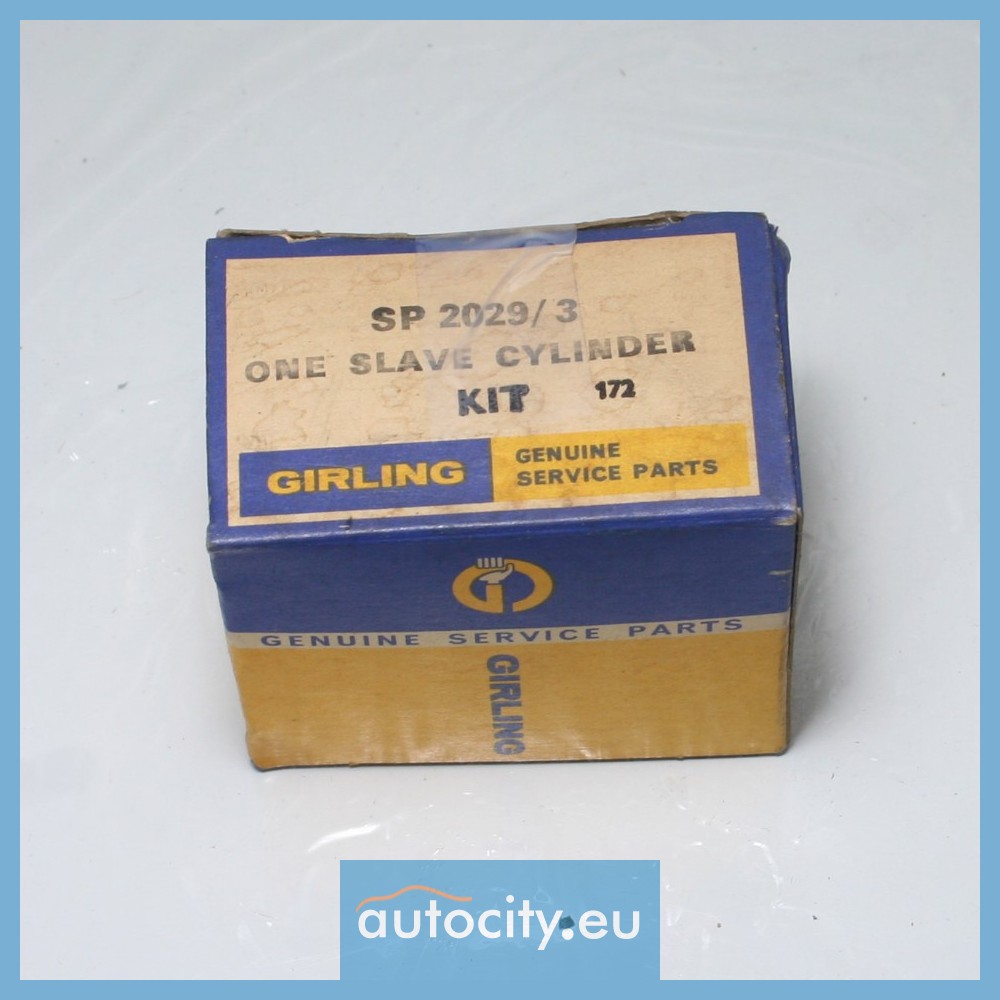 SP 2029/3
ONE SLAVE CYLINDER
KIT 172
GIRLING
GENUINE
SERVICE PARTS
GENUINE SERVICE PARTS
GIRLING
autocity.eu